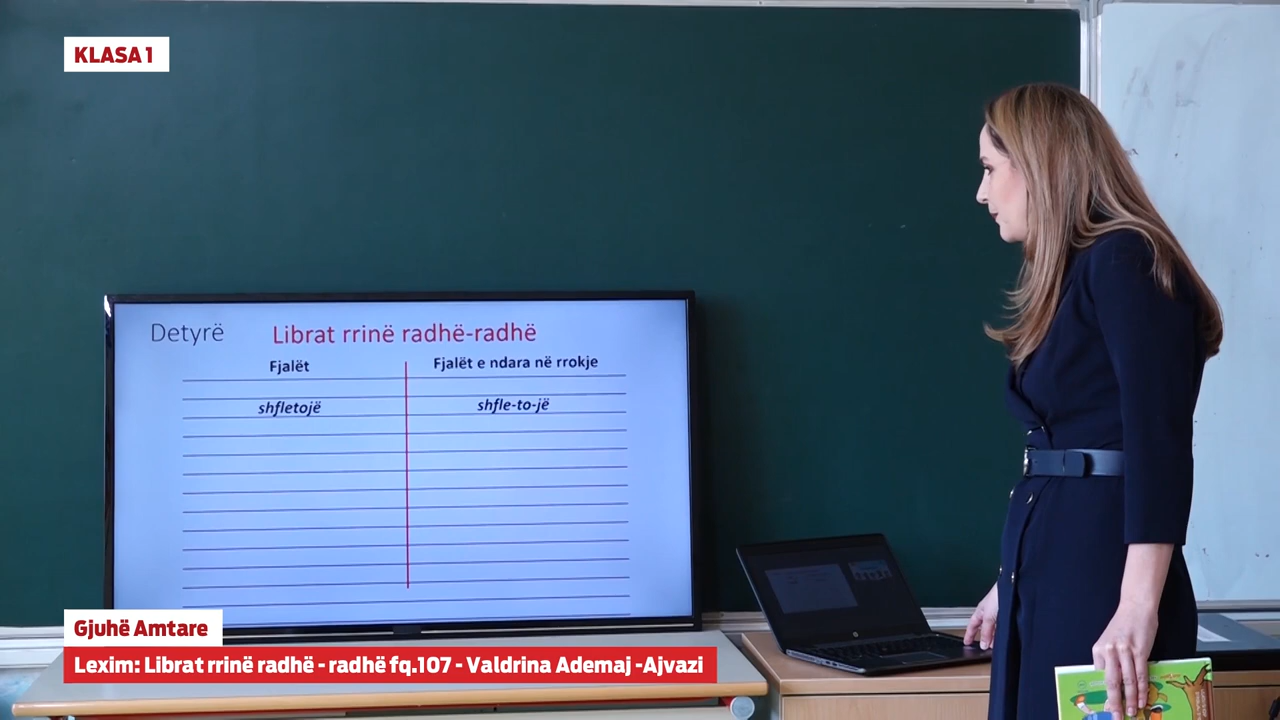 KLASA 1
Detyrë
Librat rrinë radhë-radhë
Fjalët
Fjalët e ndara në rrokje
shfletojë
shfle-to-jë
Gjuhë Amtare
Lexim: Librat rrinë radhë - radhë fq.107 - Valdrina Ademaj -Ajvazi